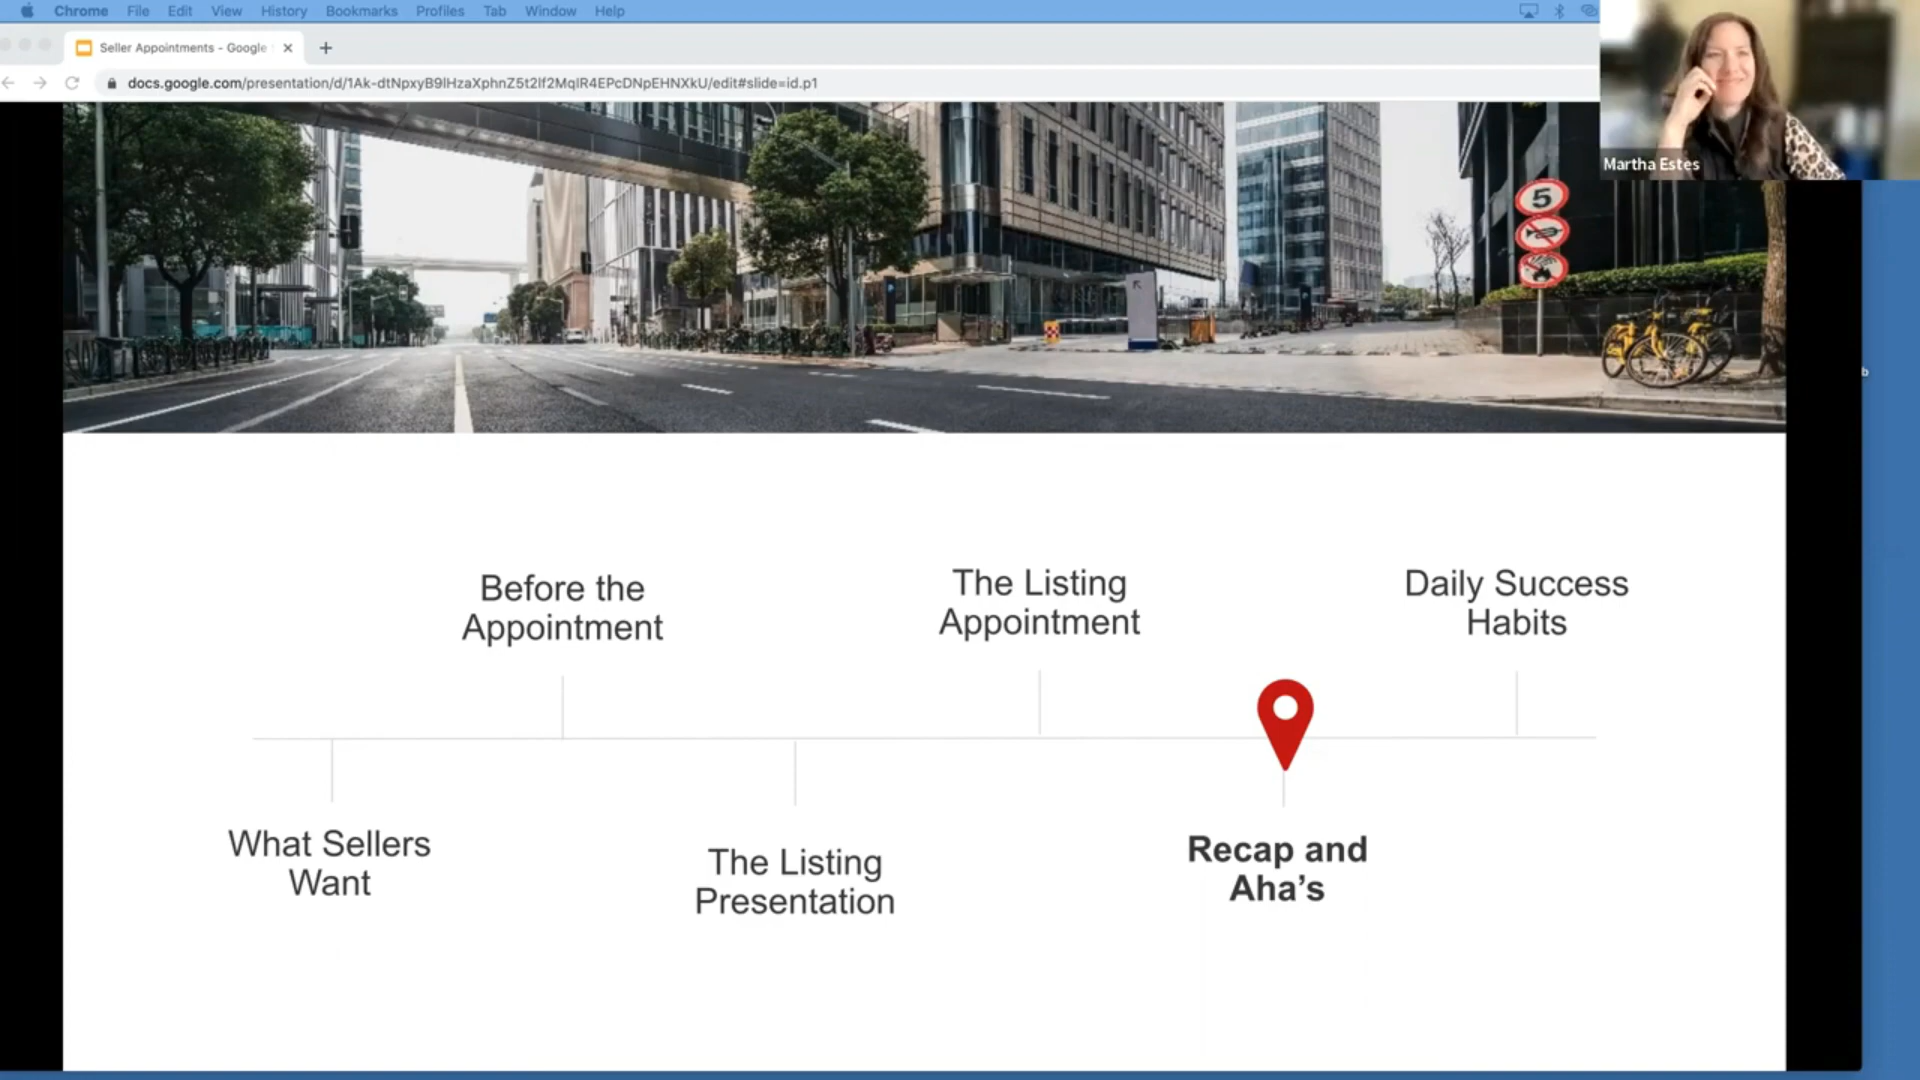 Chrome File Edit View History Bookmarks Profiles Tab Window Help
Seller Appointments - Google
docs.google.com/presentation/d/1Ak-dtNpxyB9lHzaXphnZ5t2lf2MqlR4EPcDNpEHNXkU/edit#slide=id.p1
Martha Estes
5
b
Before the
Appointment
The Listing
Appointment
Daily Success
Habits
What Sellers
Want
The Listing
Presentation
Recap and
Aha’s